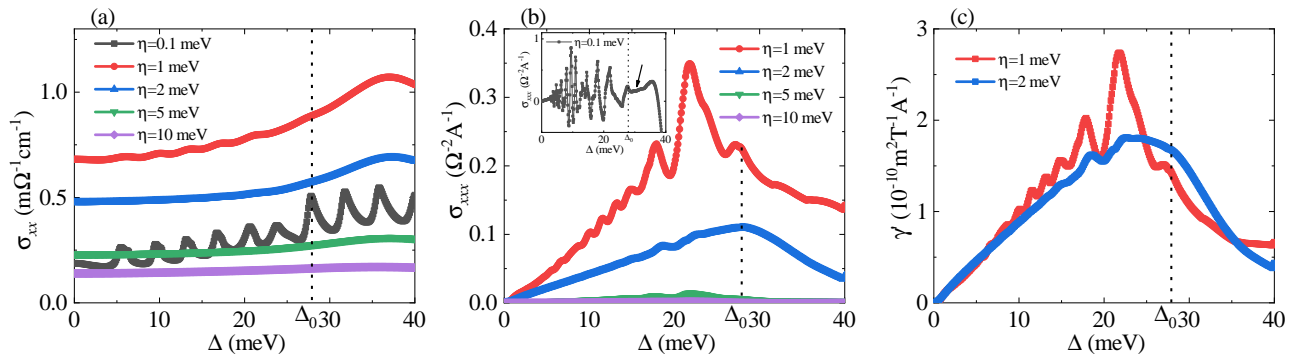 (a)
η=0.1 meV
η=1 meV
η=2 meV
η=5 meV
η=10 meV
1.0
0.5
0.0
σxx (mΩ⁻¹cm⁻¹)
0 10 20 Δ₀30 40
Δ (meV)
(b)
η=0.1 meV
1
0
σxx (Ω⁻²A⁻¹)
0 20 Δ₀ 40
Δ (meV)
η=1 meV
η=2 meV
η=5 meV
η=10 meV
0.4
0.3
0.2
0.1
0.0
σxxx (Ω⁻²A⁻¹)
0 10 20 Δ₀30 40
Δ (meV)
(c)
η=1 meV
η=2 meV
3
2
1
0
γ' (10⁻¹⁰m²T⁻¹A⁻¹)
0 10 20 Δ₀30 40
Δ (meV)